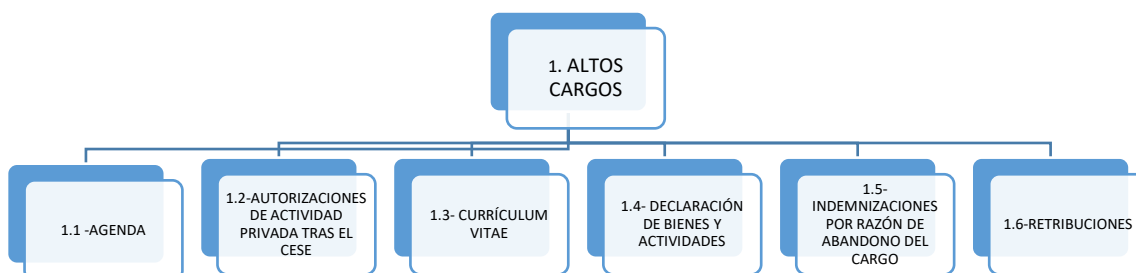 1. ALTOS
CARGOS
1.1 -AGENDA
1.2-AUTORIZACIONES
DE ACTIVIDAD
PRIVADA TRAS EL
CESE
1.3- CURRÍCULUM
VITAE
1.4- DECLARACIÓN
DE BIENES Y
ACTIVIDADES
1.5-
INDEMNIZACIONES
POR RAZÓN DE
ABANDONO DEL
CARGO
1.6-RETRIBUCIONES